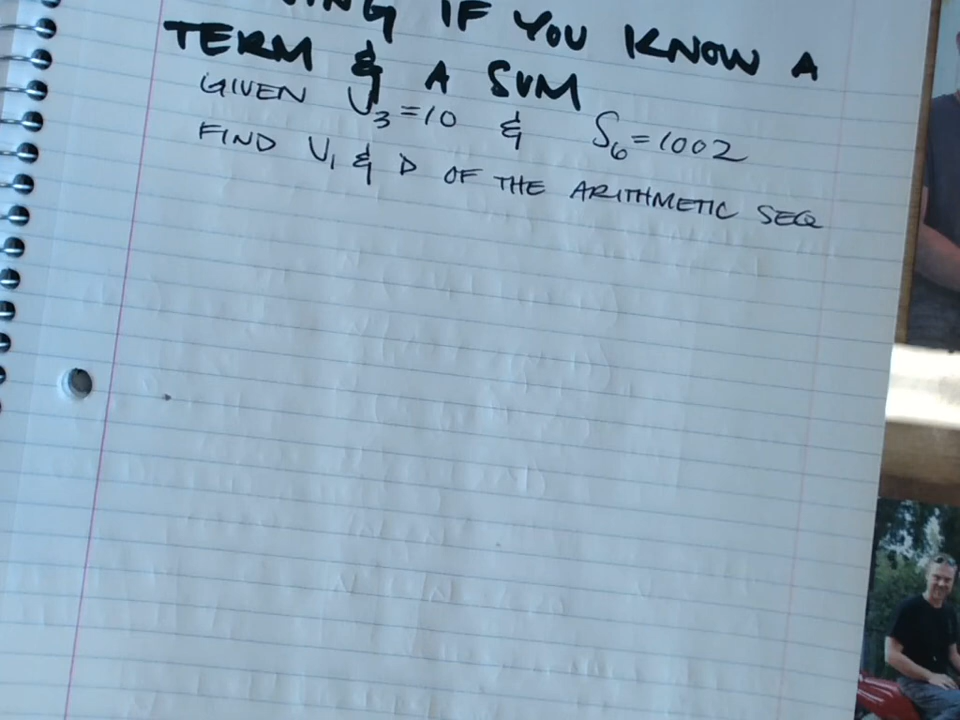 IF YOU KNOW A
TERM & A SUM
GIVEN U3=10 & S6=1002
FIND U1 & D OF THE ARITHMETIC SEQ